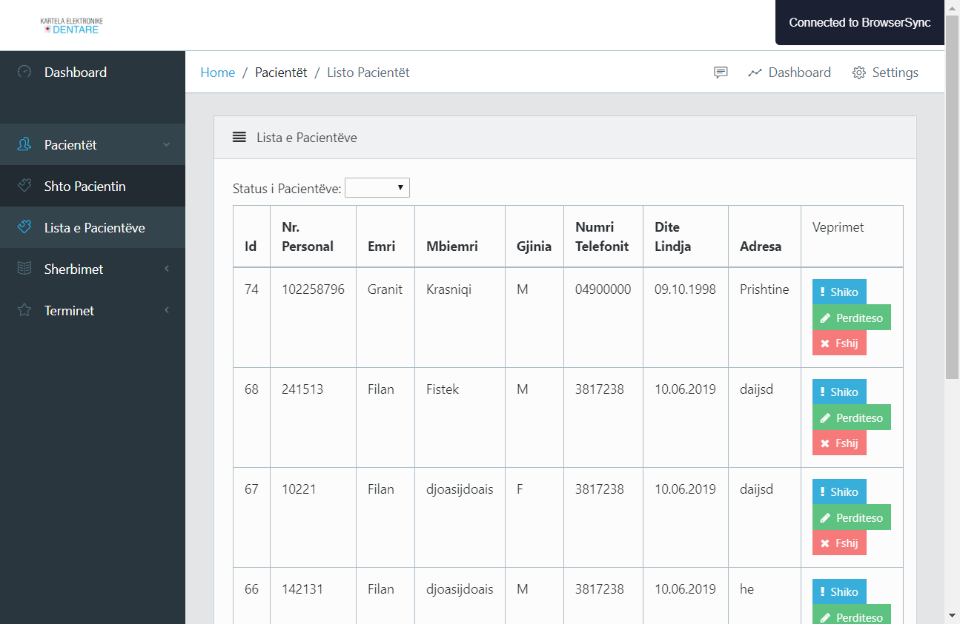 KARTELA ELEKTRONIKE
DENTARE
Connected to BrowserSync
Dashboard
Home / Pacientët / Listo Pacientët
Dashboard
Settings
Pacientët
Shto Pacientin
Lista e Pacientëve
Sherbimet
Terminet
Lista e Pacientëve
Status i Pacientëve:
Id Nr. Personal Emri Mbiemri Gjinia Numri Telefonit Dite Lindja Adresa Veprimet
74 102258796 Granit Krasniqi M 04900000 09.10.1998 Prishtine
Shiko
Perditeso
Fshij
68 241513 Filan Fistek M 3817238 10.06.2019 daijsd
Shiko
Perditeso
Fshij
67 10221 Filan djoasijdoais F 3817238 10.06.2019 daijsd
Shiko
Perditeso
Fshij
66 142131 Filan djoasijdoais M 3817238 10.06.2019 he
Shiko
Perditeso